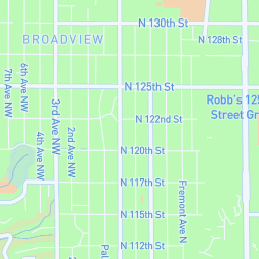 N 130th St
N 128th St
BROADVIEW
N 125th St
7th Ave NW
6th Ave NW
Robb's 125
Street Gr
3rd Ave NW
N 122nd St
4th Ave NW
2nd Ave NW
N 120th St
N 117th St
Fremont Ave N
N 115th St
N 112th St
Pal
2